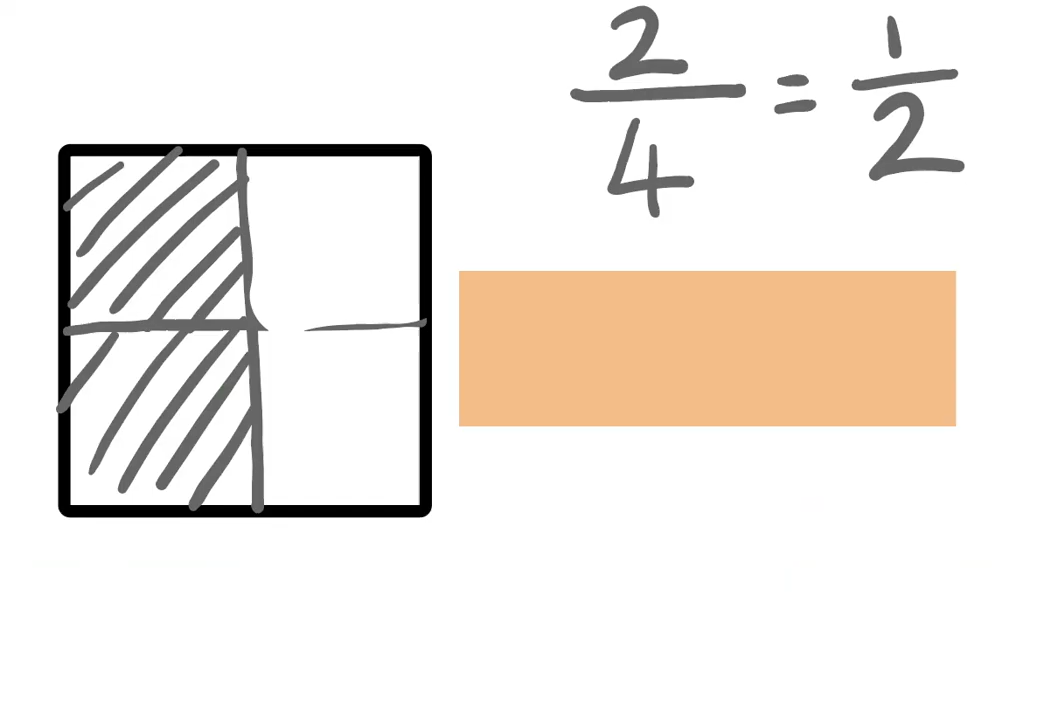 2/4 = 1/2